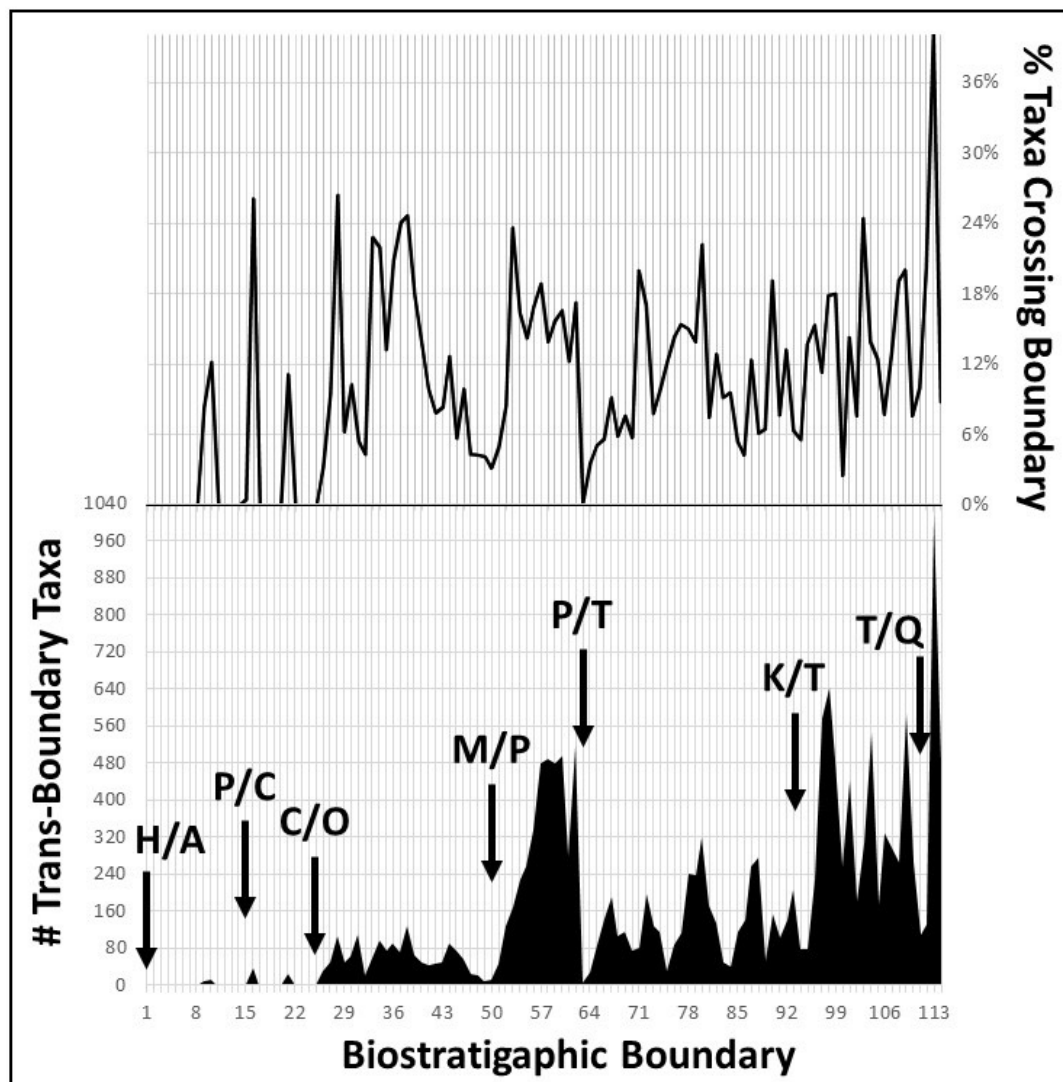 36%
30%
24%
18%
12%
6%
0%
% Taxa Crossing Boundary
1040
960
880
800
720
640
560
480
400
320
240
160
80
0
# Trans-Boundary Taxa
H/A
P/C
C/O
M/P
P/T
K/T
T/Q
1 8 15 22 29 36 43 50 57 64 71 78 85 92 99 106 113
Biostratigaphic Boundary